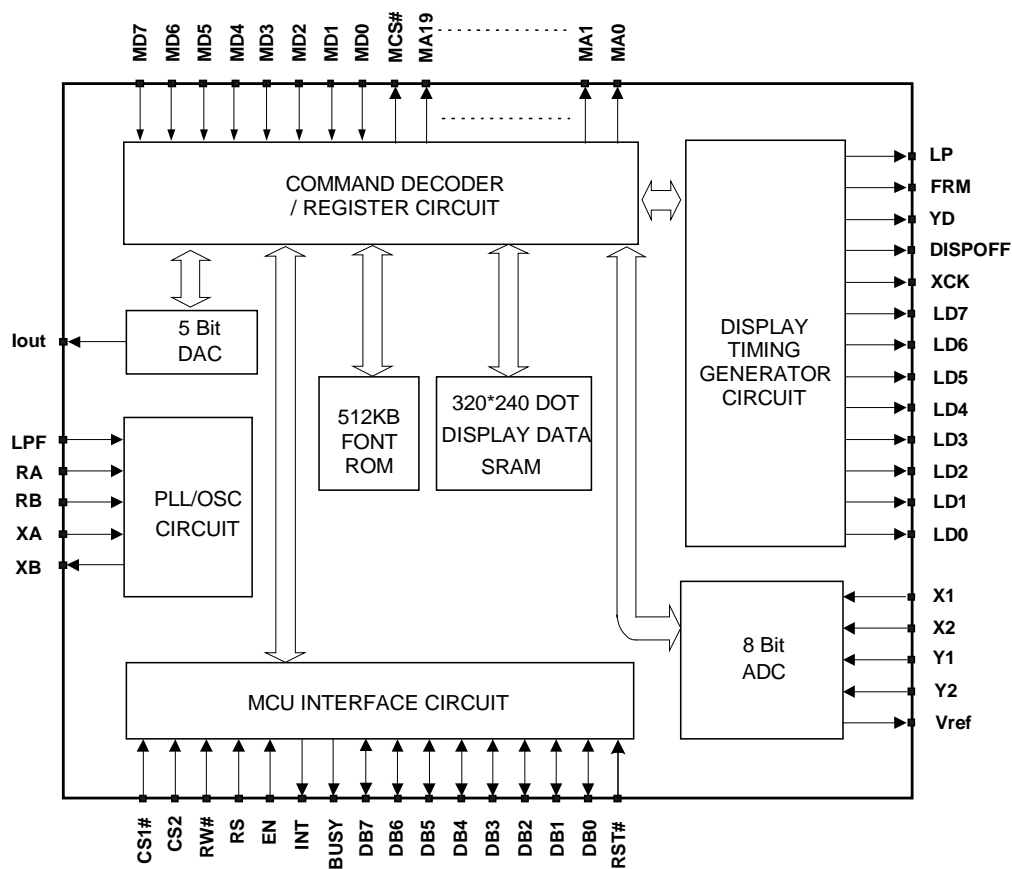 MD7 MD6 MD5 MD4 MD3 MD2 MD1 MD0 MCS# MA19 MA1 MA0
COMMAND DECODER
/ REGISTER CIRCUIT
5 Bit
DAC
Iout
512KB
FONT
ROM
320*240 DOT
DISPLAY DATA
SRAM
LPF
RA
RB
XA
XB
PLL/OSC
CIRCUIT
DISPLAY
TIMING
GENERATOR
CIRCUIT
LP
FRM
YD
DISPOFF
XCK
LD7
LD6
LD5
LD4
LD3
LD2
LD1
LD0
8 Bit
ADC
X1
X2
Y1
Y2
Vref
MCU INTERFACE CIRCUIT
CS1# CS2 RW# RS EN INT BUSY DB7 DB6 DB5 DB4 DB3 DB2 DB1 DB0 RST#